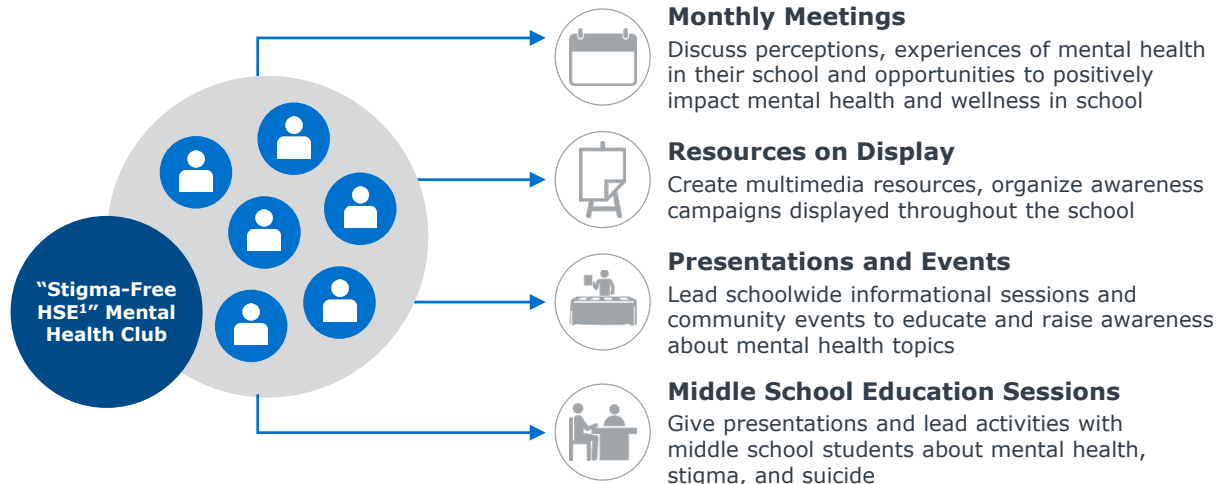 “Stigma-Free
HSE¹” Mental
Health Club
Monthly Meetings
Discuss perceptions, experiences of mental health
in their school and opportunities to positively
impact mental health and wellness in school
Resources on Display
Create multimedia resources, organize awareness
campaigns displayed throughout the school
Presentations and Events
Lead schoolwide informational sessions and
community events to educate and raise awareness
about mental health topics
Middle School Education Sessions
Give presentations and lead activities with
middle school students about mental health,
stigma, and suicide